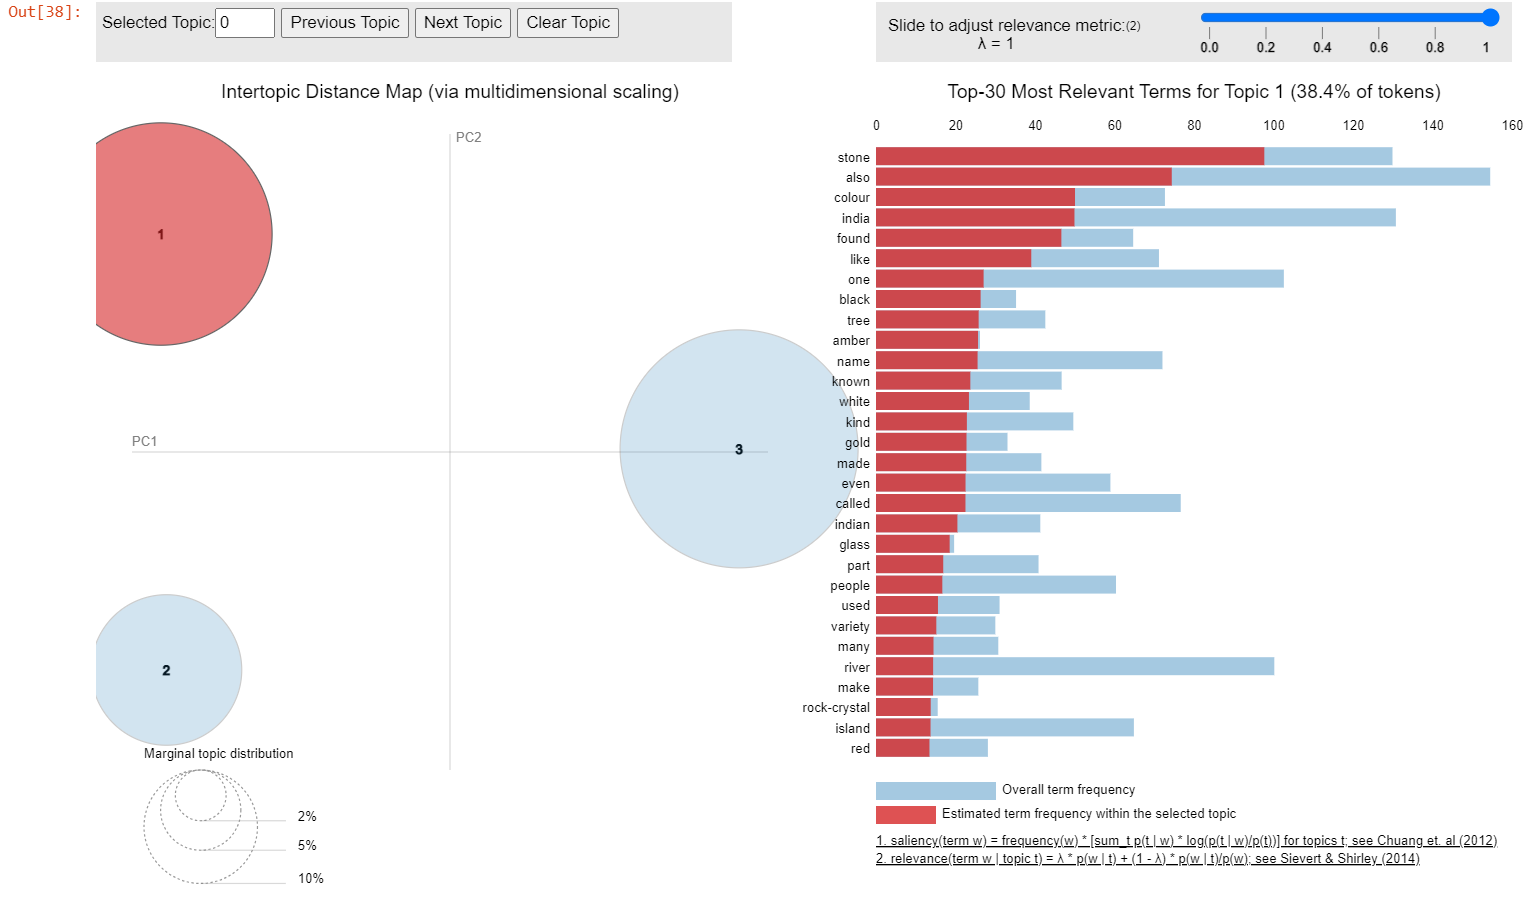 Out[38]:
Selected Topic: 0 Previous Topic Next Topic Clear Topic
Slide to adjust relevance metric:(2)
λ = 1
0.0 0.2 0.4 0.6 0.8 1
Intertopic Distance Map (via multidimensional scaling)
PC2
PC1
1
3
2
Marginal topic distribution
2%
5%
10%
Top-30 Most Relevant Terms for Topic 1 (38.4% of tokens)
0 20 40 60 80 100 120 140 160
stone
also
colour
india
found
like
one
black
tree
amber
name
known
white
kind
gold
made
even
called
indian
glass
part
people
used
variety
many
river
make
rock-crystal
island
red
Overall term frequency
Estimated term frequency within the selected topic
1. saliency(term w) = frequency(w) * [sum_t p(t | w) * log(p(t | w)/p(t))] for topics t; see Chuang et. al (2012)
2. relevance(term w | topic t) = λ * p(w | t) + (1 - λ) * p(w | t)/p(w); see Sievert & Shirley (2014)